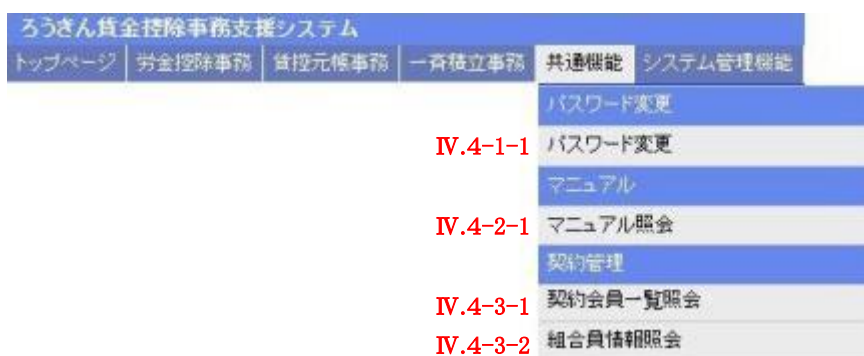 ろうきん賃金控除事務支援システム
トップページ 労金控除事務 賃控元帳事務 一斉積立事務 共通機能 システム管理機能
パスワード変更
Ⅳ.4-1-1 パスワード変更
マニュアル
Ⅳ.4-2-1 マニュアル照会
契約管理
Ⅳ.4-3-1 契約会員一覧照会
Ⅳ.4-3-2 組合員情報照会